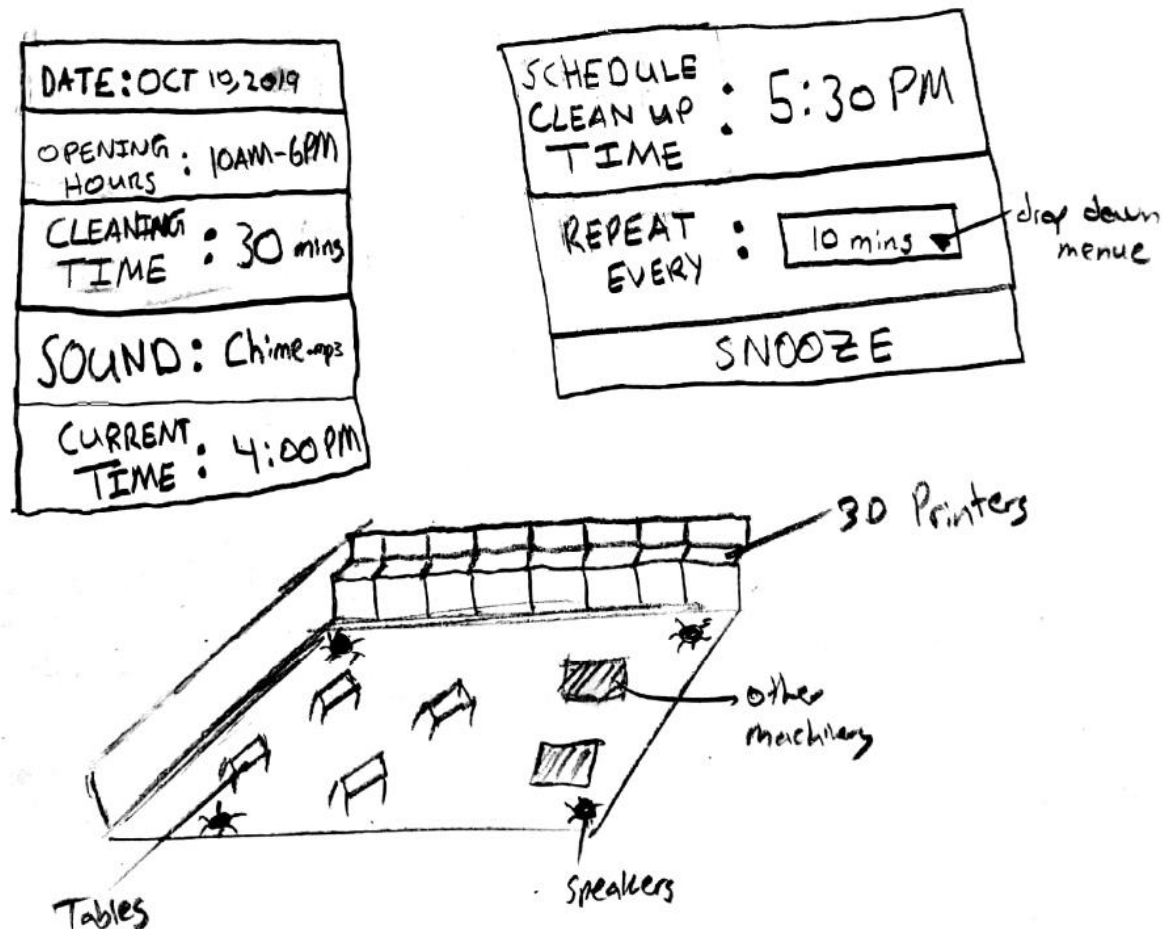 DATE: OCT 10, 2019
OPENING HOURS : 10AM-6PM
CLEANING TIME : 30 mins
SOUND: Chime.mp3
CURRENT TIME : 4:00 PM
SCHEDULE CLEAN UP TIME : 5:30 PM
REPEAT EVERY : 10 mins
drop down
menue
SNOOZE
3D Printers
other
machinery
Speakers
Tables